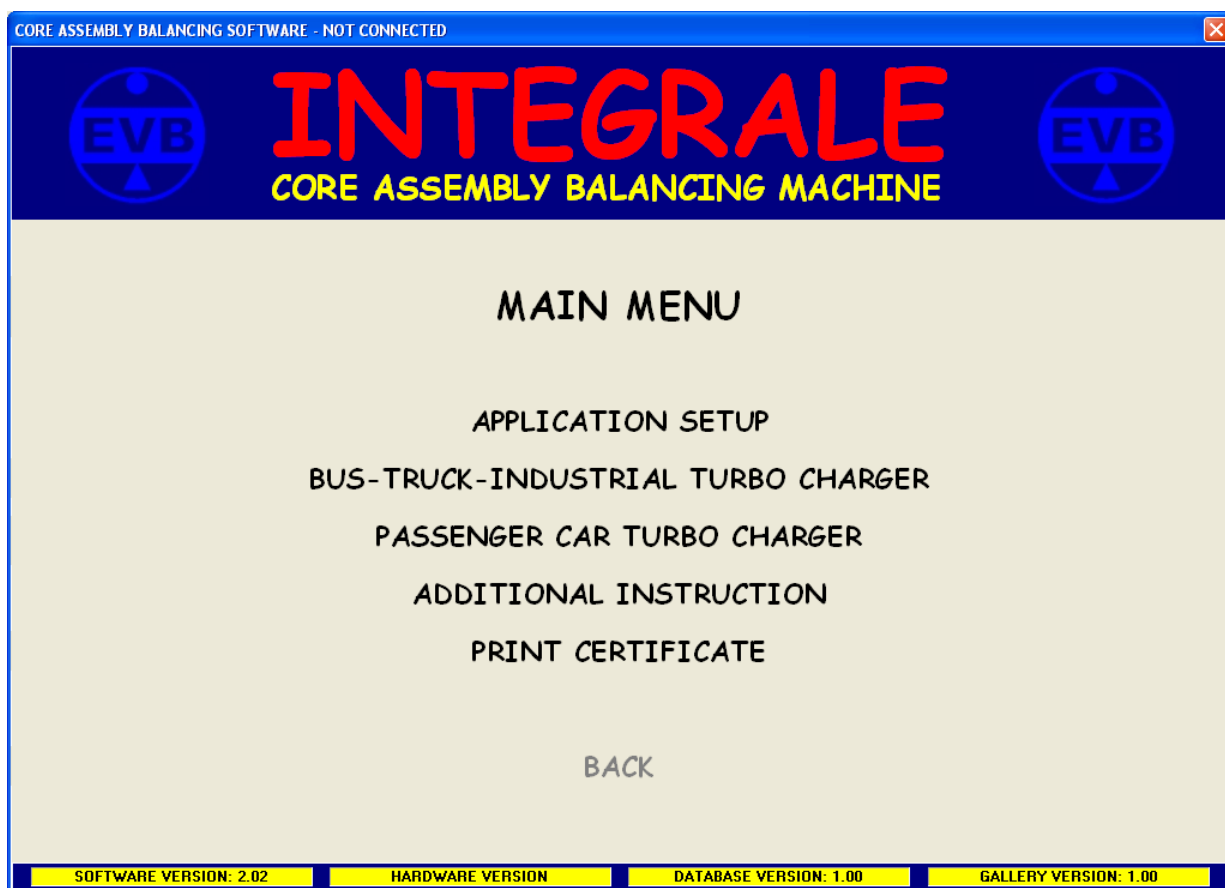 CORE ASSEMBLY BALANCING SOFTWARE - NOT CONNECTED
EVB
INTEGRALE
EVB
CORE ASSEMBLY BALANCING MACHINE
MAIN MENU
APPLICATION SETUP
BUS-TRUCK-INDUSTRIAL TURBO CHARGER
PASSENGER CAR TURBO CHARGER
ADDITIONAL INSTRUCTION
PRINT CERTIFICATE
BACK
SOFTWARE VERSION: 2.02
HARDWARE VERSION
DATABASE VERSION: 1.00
GALLERY VERSION: 1.00